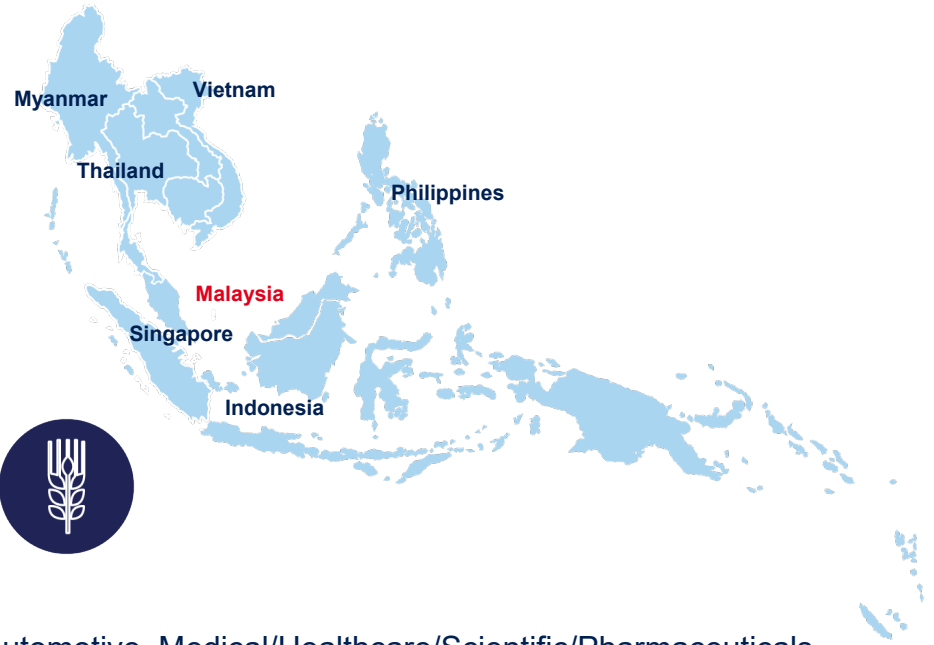 Vietnam
Myanmar
Thailand
Philippines
Malaysia
Singapore
Indonesia
Medical/Healthcare/Scientific/Pharmaceuticals